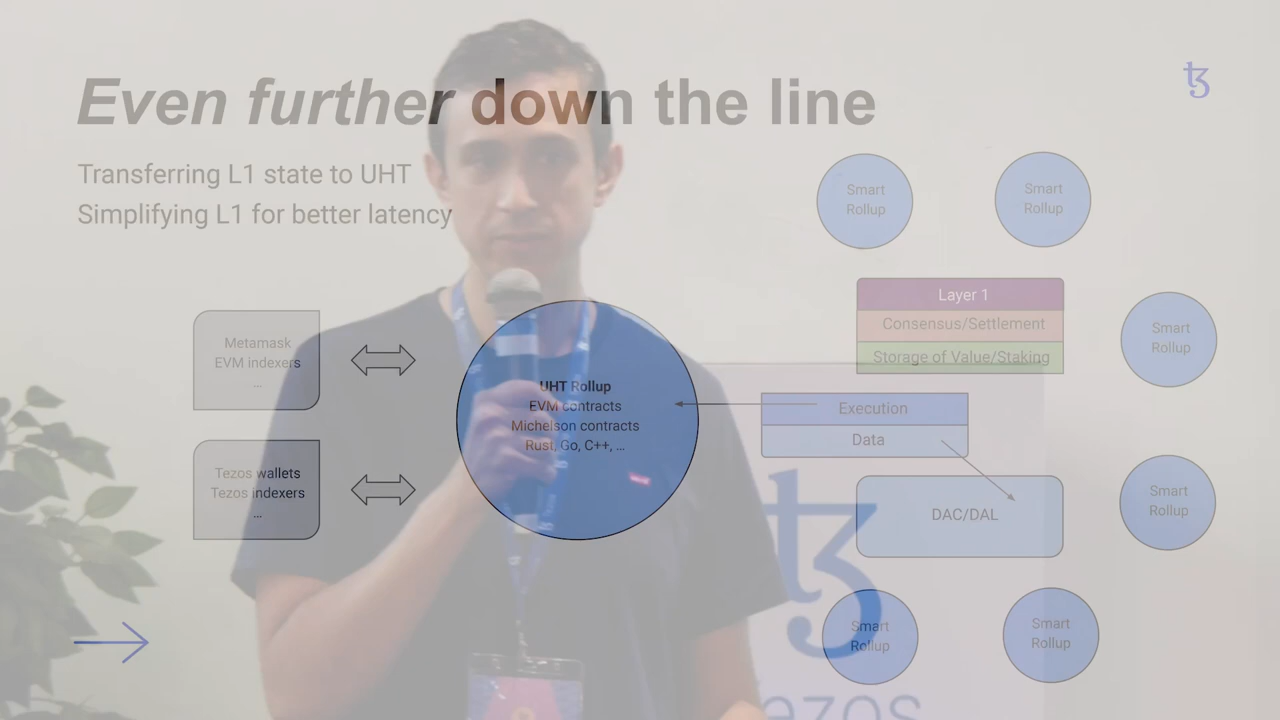 Even further down the line
Transferring L1 state to UHT
Simplifying L1 for better latency
Smart
Rollup
Smart
Rollup
Layer 1
Consensus/Settlement
Storage of Value/Staking
Smart
Rollup
Metamask
EVM indexers
...
UHT Rollup
EVM contracts
Michelson contracts
Rust, Go, C++, ...
Execution
Data
Tezos wallets
Tezos indexers
...
DAC/DAL
Smart
Rollup
Smart
Rollup
Smart
Rollup
ezos